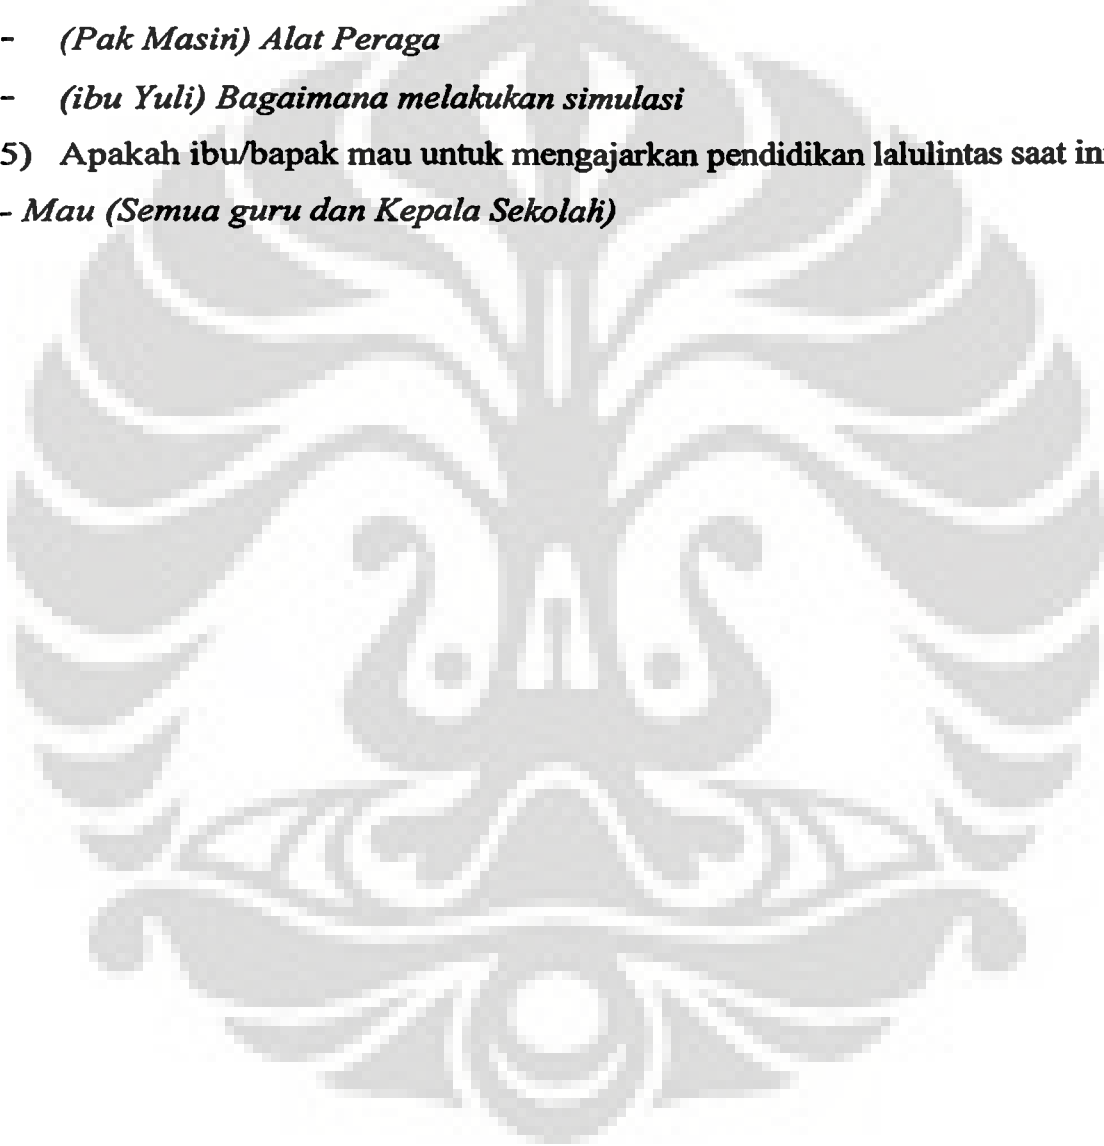 - (Pak Masiri) Alat Peraga
- (ibu Yuli) Bagaimana melakukan simulasi
5) Apakah ibu/bapak mau untuk mengajarkan pendidikan lalulintas saat in
- Mau (Semua guru dan Kepala Sekolah)